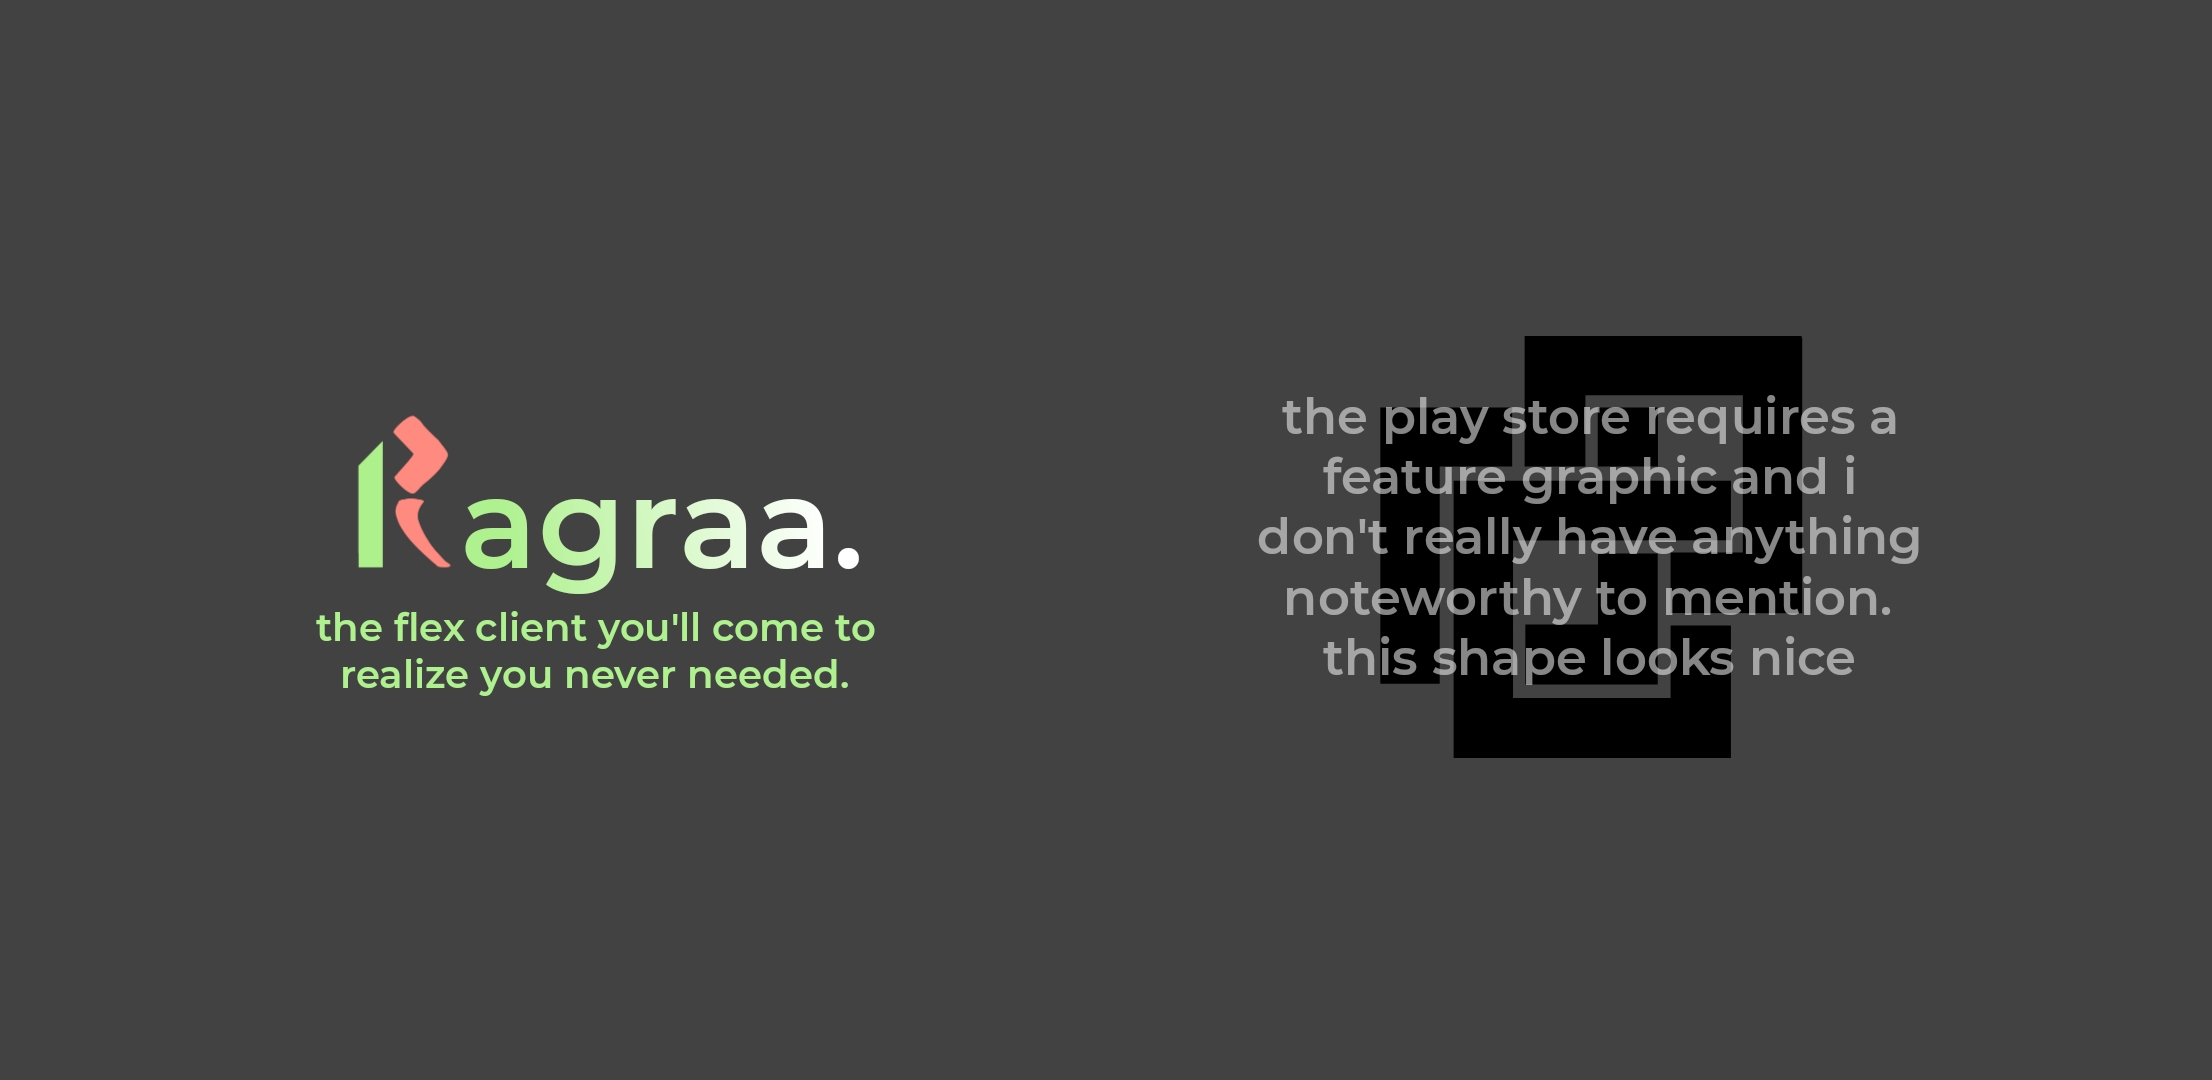 Ragraa.
the flex client you'll come to
realize you never needed.
the play store requires a
feature graphic and i
don't really have anything
noteworthy to mention.
this shape looks nice